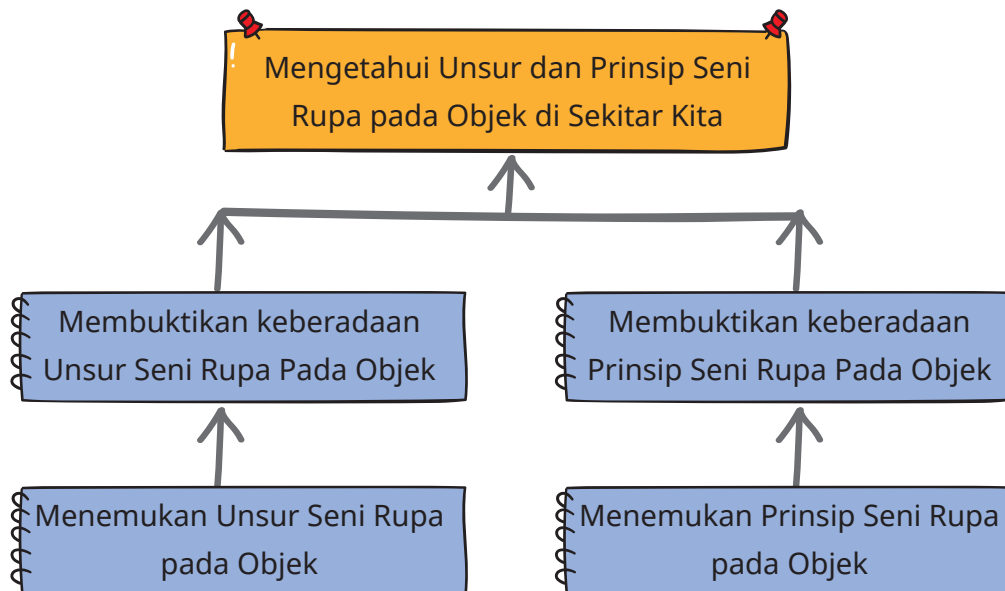 Mengetahui Unsur dan Prinsip Seni
Rupa pada Objek di Sekitar Kita
Membuktikan keberadaan
Unsur Seni Rupa Pada Objek
Membuktikan keberadaan
Prinsip Seni Rupa Pada Objek
Menemukan Unsur Seni Rupa
pada Objek
Menemukan Prinsip Seni Rupa
pada Objek